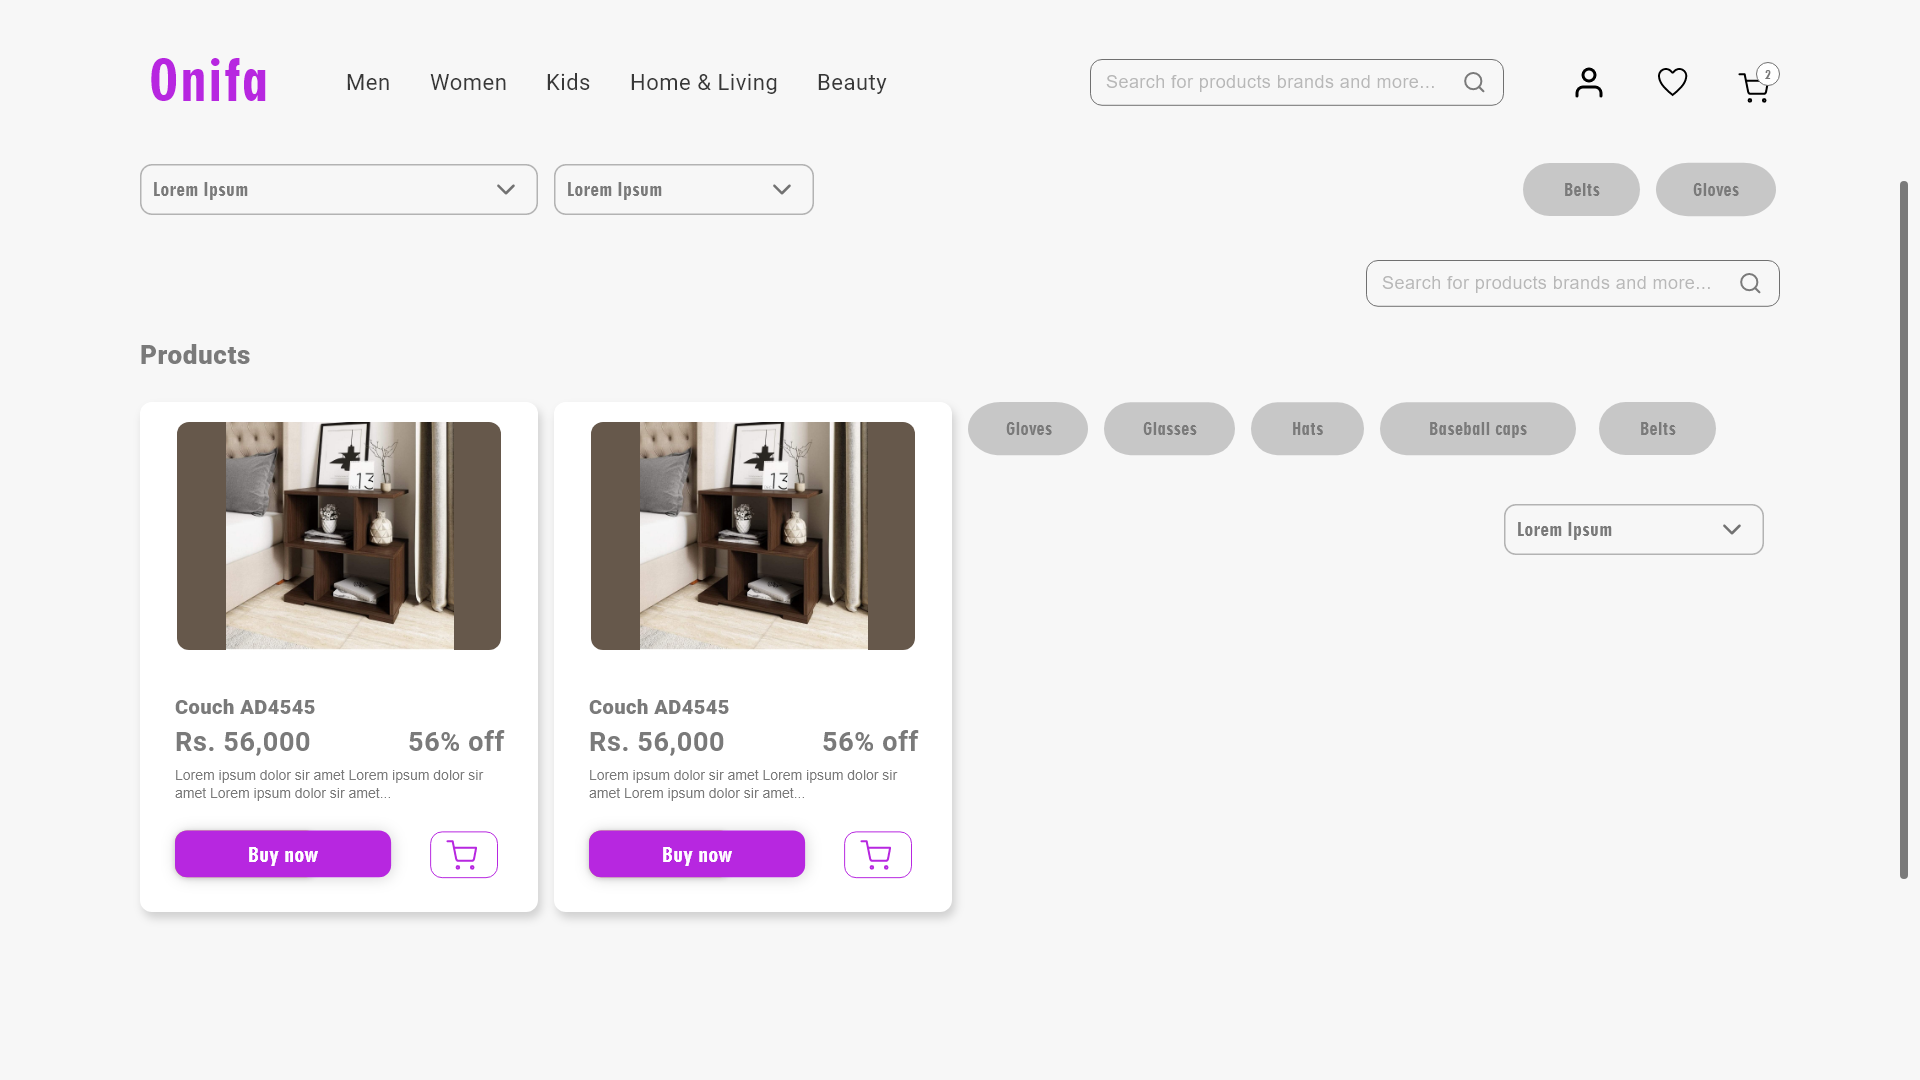 Onifa
Men Women Kids Home & Living Beauty
Search for products brands and more...
2
Lorem Ipsum
Lorem Ipsum
Belts
Gloves
Search for products brands and more...
Products
Gloves
Glasses
Hats
Baseball caps
Belts
Lorem Ipsum
13
Couch AD4545
Rs. 56,000 56% off
Lorem ipsum dolor sir amet Lorem ipsum dolor sir
amet Lorem ipsum dolor sir amet...
Buy now
13
Couch AD4545
Rs. 56,000 56% off
Lorem ipsum dolor sir amet Lorem ipsum dolor sir
amet Lorem ipsum dolor sir amet...
Buy now